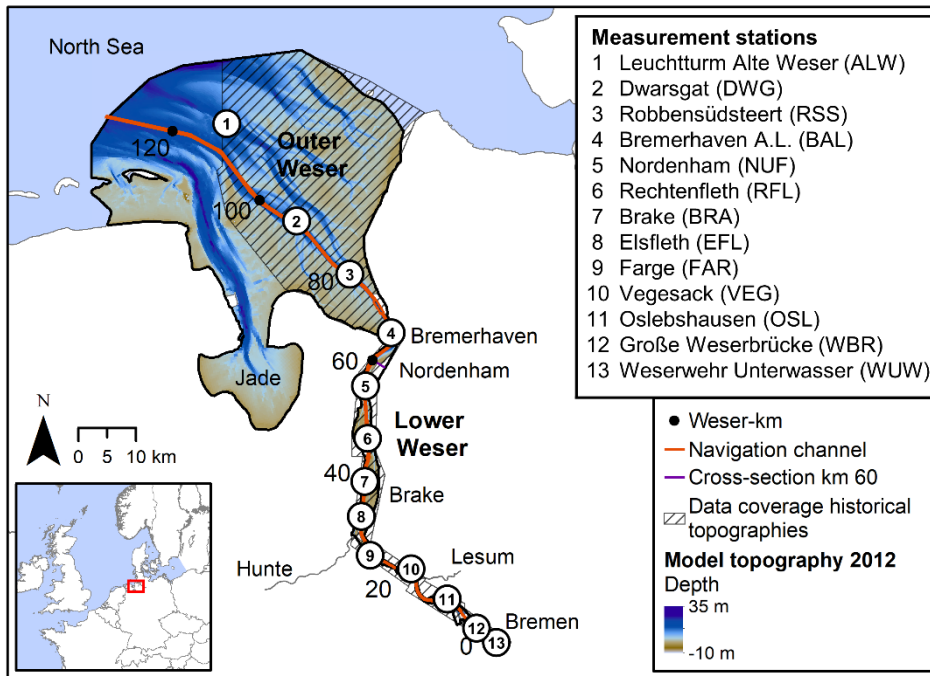 North Sea
120
1
Outer
Weser
100
2
80
3
4
Bremerhaven
60
Nordenham
Jade
5
Lower
Weser
6
40
7
Brake
8
9
Hunte
Lesum
10
20
11
Bremen
12
0
13
N
0 5 10 km
Measurement stations
1 Leuchtturm Alte Weser (ALW)
2 Dwarsgat (DWG)
3 Robbensüdsteert (RSS)
4 Bremerhaven A.L. (BAL)
5 Nordenham (NUF)
6 Rechtenfleth (RFL)
7 Brake (BRA)
8 Elsfleth (EFL)
9 Farge (FAR)
10 Vegesack (VEG)
11 Oslebshausen (OSL)
12 Große Weserbrücke (WBR)
13 Weserwehr Unterwasser (WUW)
Weser-km
Navigation channel
Cross-section km 60
Data coverage historical
topographies
Model topography 2012
Depth
35 m
-10 m